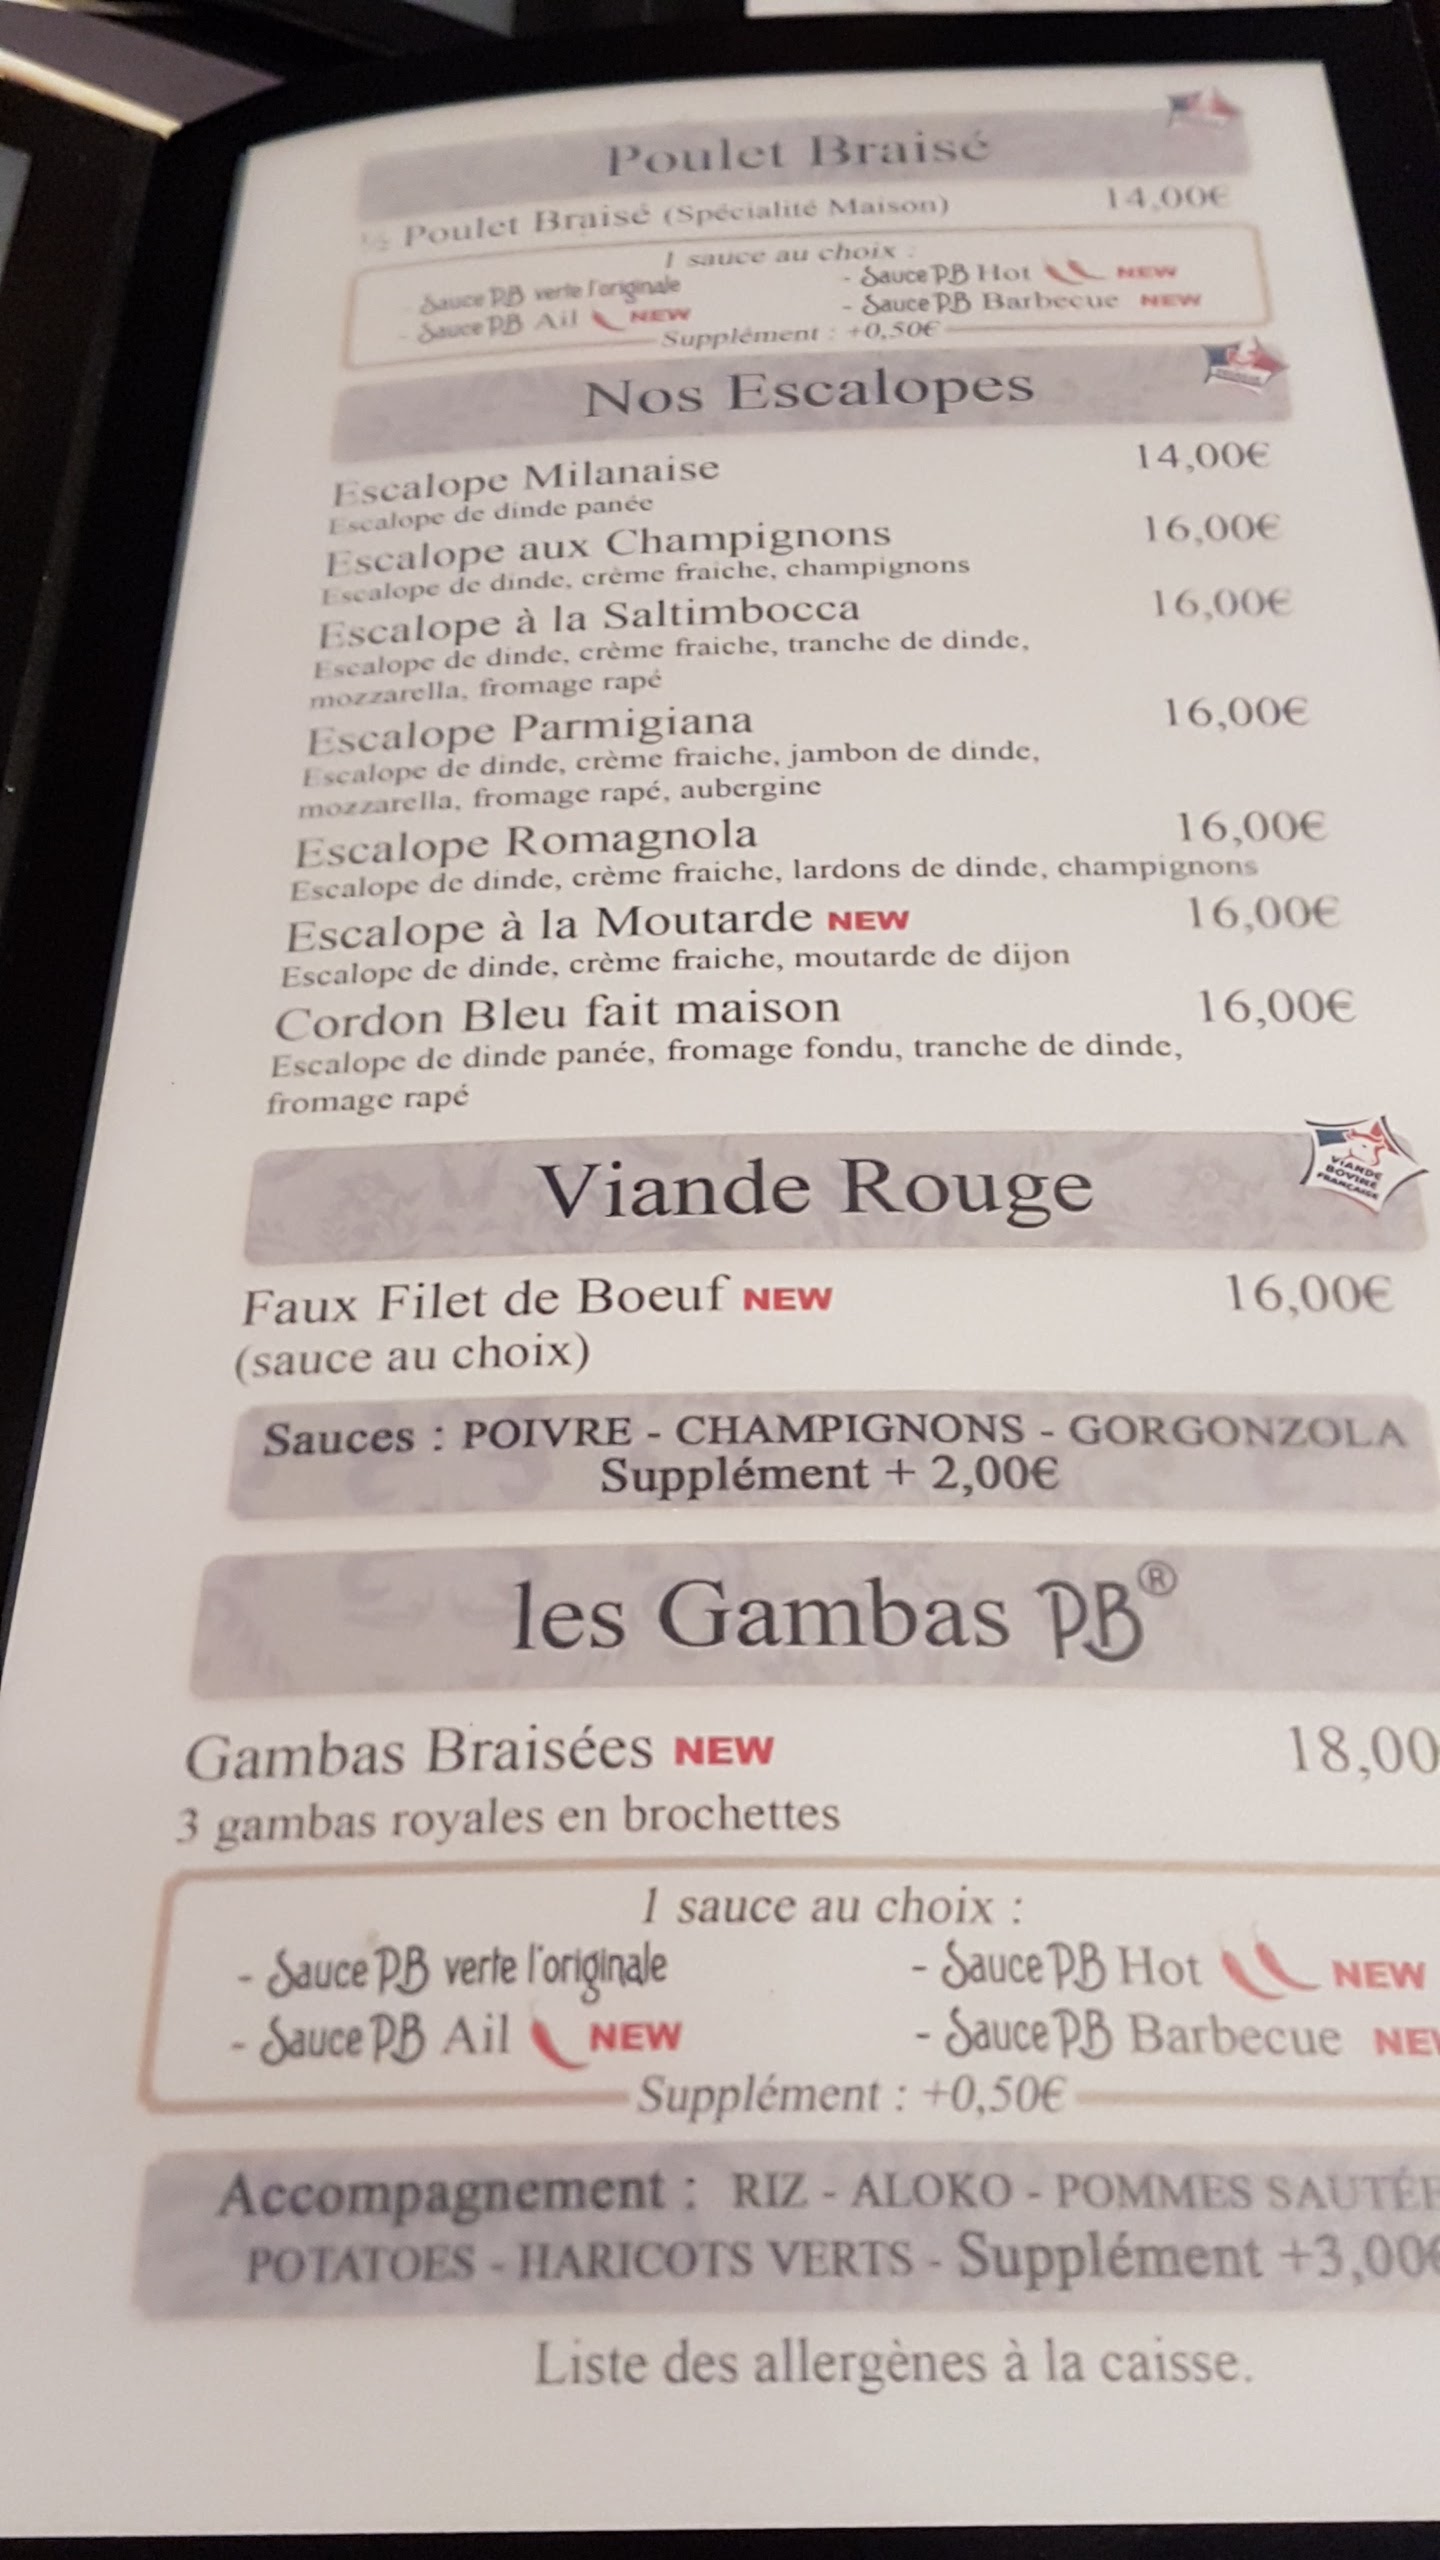 Poulet Braisé
½ Poulet Braisé (Spécialité Maison) 14,00€
1 sauce au choix :
- Sauce PB verte l'originale - Sauce PB Hot NEW
- Sauce PB Ail NEW - Sauce PB Barbecue NEW
Supplément : +0,50€
Nos Escalopes
Escalope Milanaise 14,00€
Escalope de dinde panée
Escalope aux Champignons 16,00€
Escalope de dinde, crème fraiche, champignons
Escalope à la Saltimbocca 16,00€
Escalope de dinde, crème fraiche, tranche de dinde,
mozzarella, fromage rapé
Escalope Parmigiana 16,00€
Escalope de dinde, crème fraiche, jambon de dinde,
mozzarella, fromage rapé, aubergine
Escalope Romagnola 16,00€
Escalope de dinde, crème fraiche, lardons de dinde, champignons
Escalope à la Moutarde NEW 16,00€
Escalope de dinde, crème fraiche, moutarde de dijon
Cordon Bleu fait maison 16,00€
Escalope de dinde panée, fromage fondu, tranche de dinde,
fromage rapé
Viande Rouge
VIANDE
BOVINE
FRANÇAISE
Faux Filet de Boeuf NEW 16,00€
(sauce au choix)
Sauces : POIVRE - CHAMPIGNONS - GORGONZOLA
Supplément + 2,00€
les Gambas PB®
Gambas Braisées NEW 18,00
3 gambas royales en brochettes
1 sauce au choix :
- Sauce PB verte l'originale - Sauce PB Hot NEW
- Sauce PB Ail NEW - Sauce PB Barbecue NEW
Supplément : +0,50€
Accompagnement : RIZ - ALOKO - POMMES SAUTÉE
POTATOES - HARICOTS VERTS - Supplément +3,00€
Liste des allergènes à la caisse.